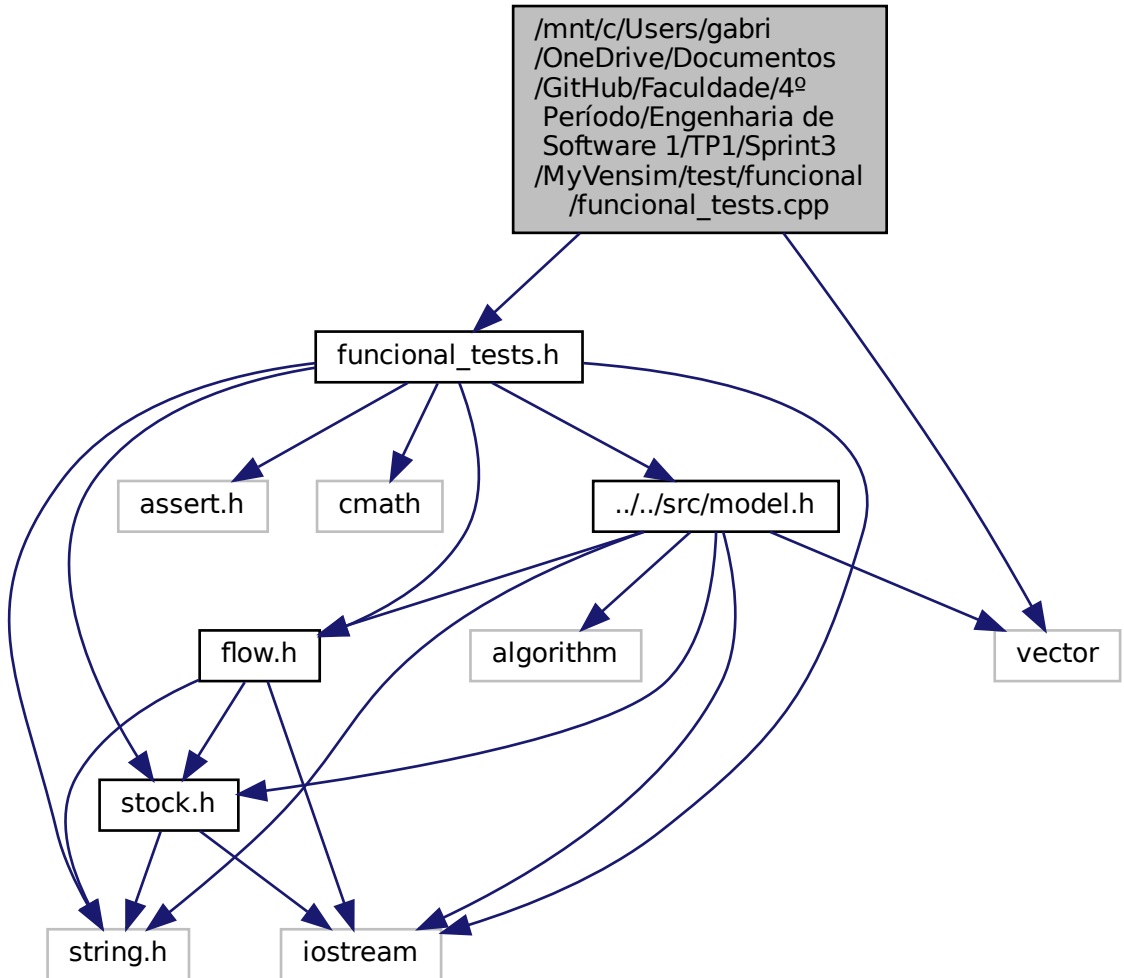 /mnt/c/Users/gabri
/OneDrive/Documentos
/GitHub/Faculdade/4º
Período/Engenharia de
Software 1/TP1/Sprint3
/MyVensim/test/funcional
/funcional_tests.cpp
funcional_tests.h
assert.h
cmath
../../src/model.h
flow.h
algorithm
vector
stock.h
string.h
iostream